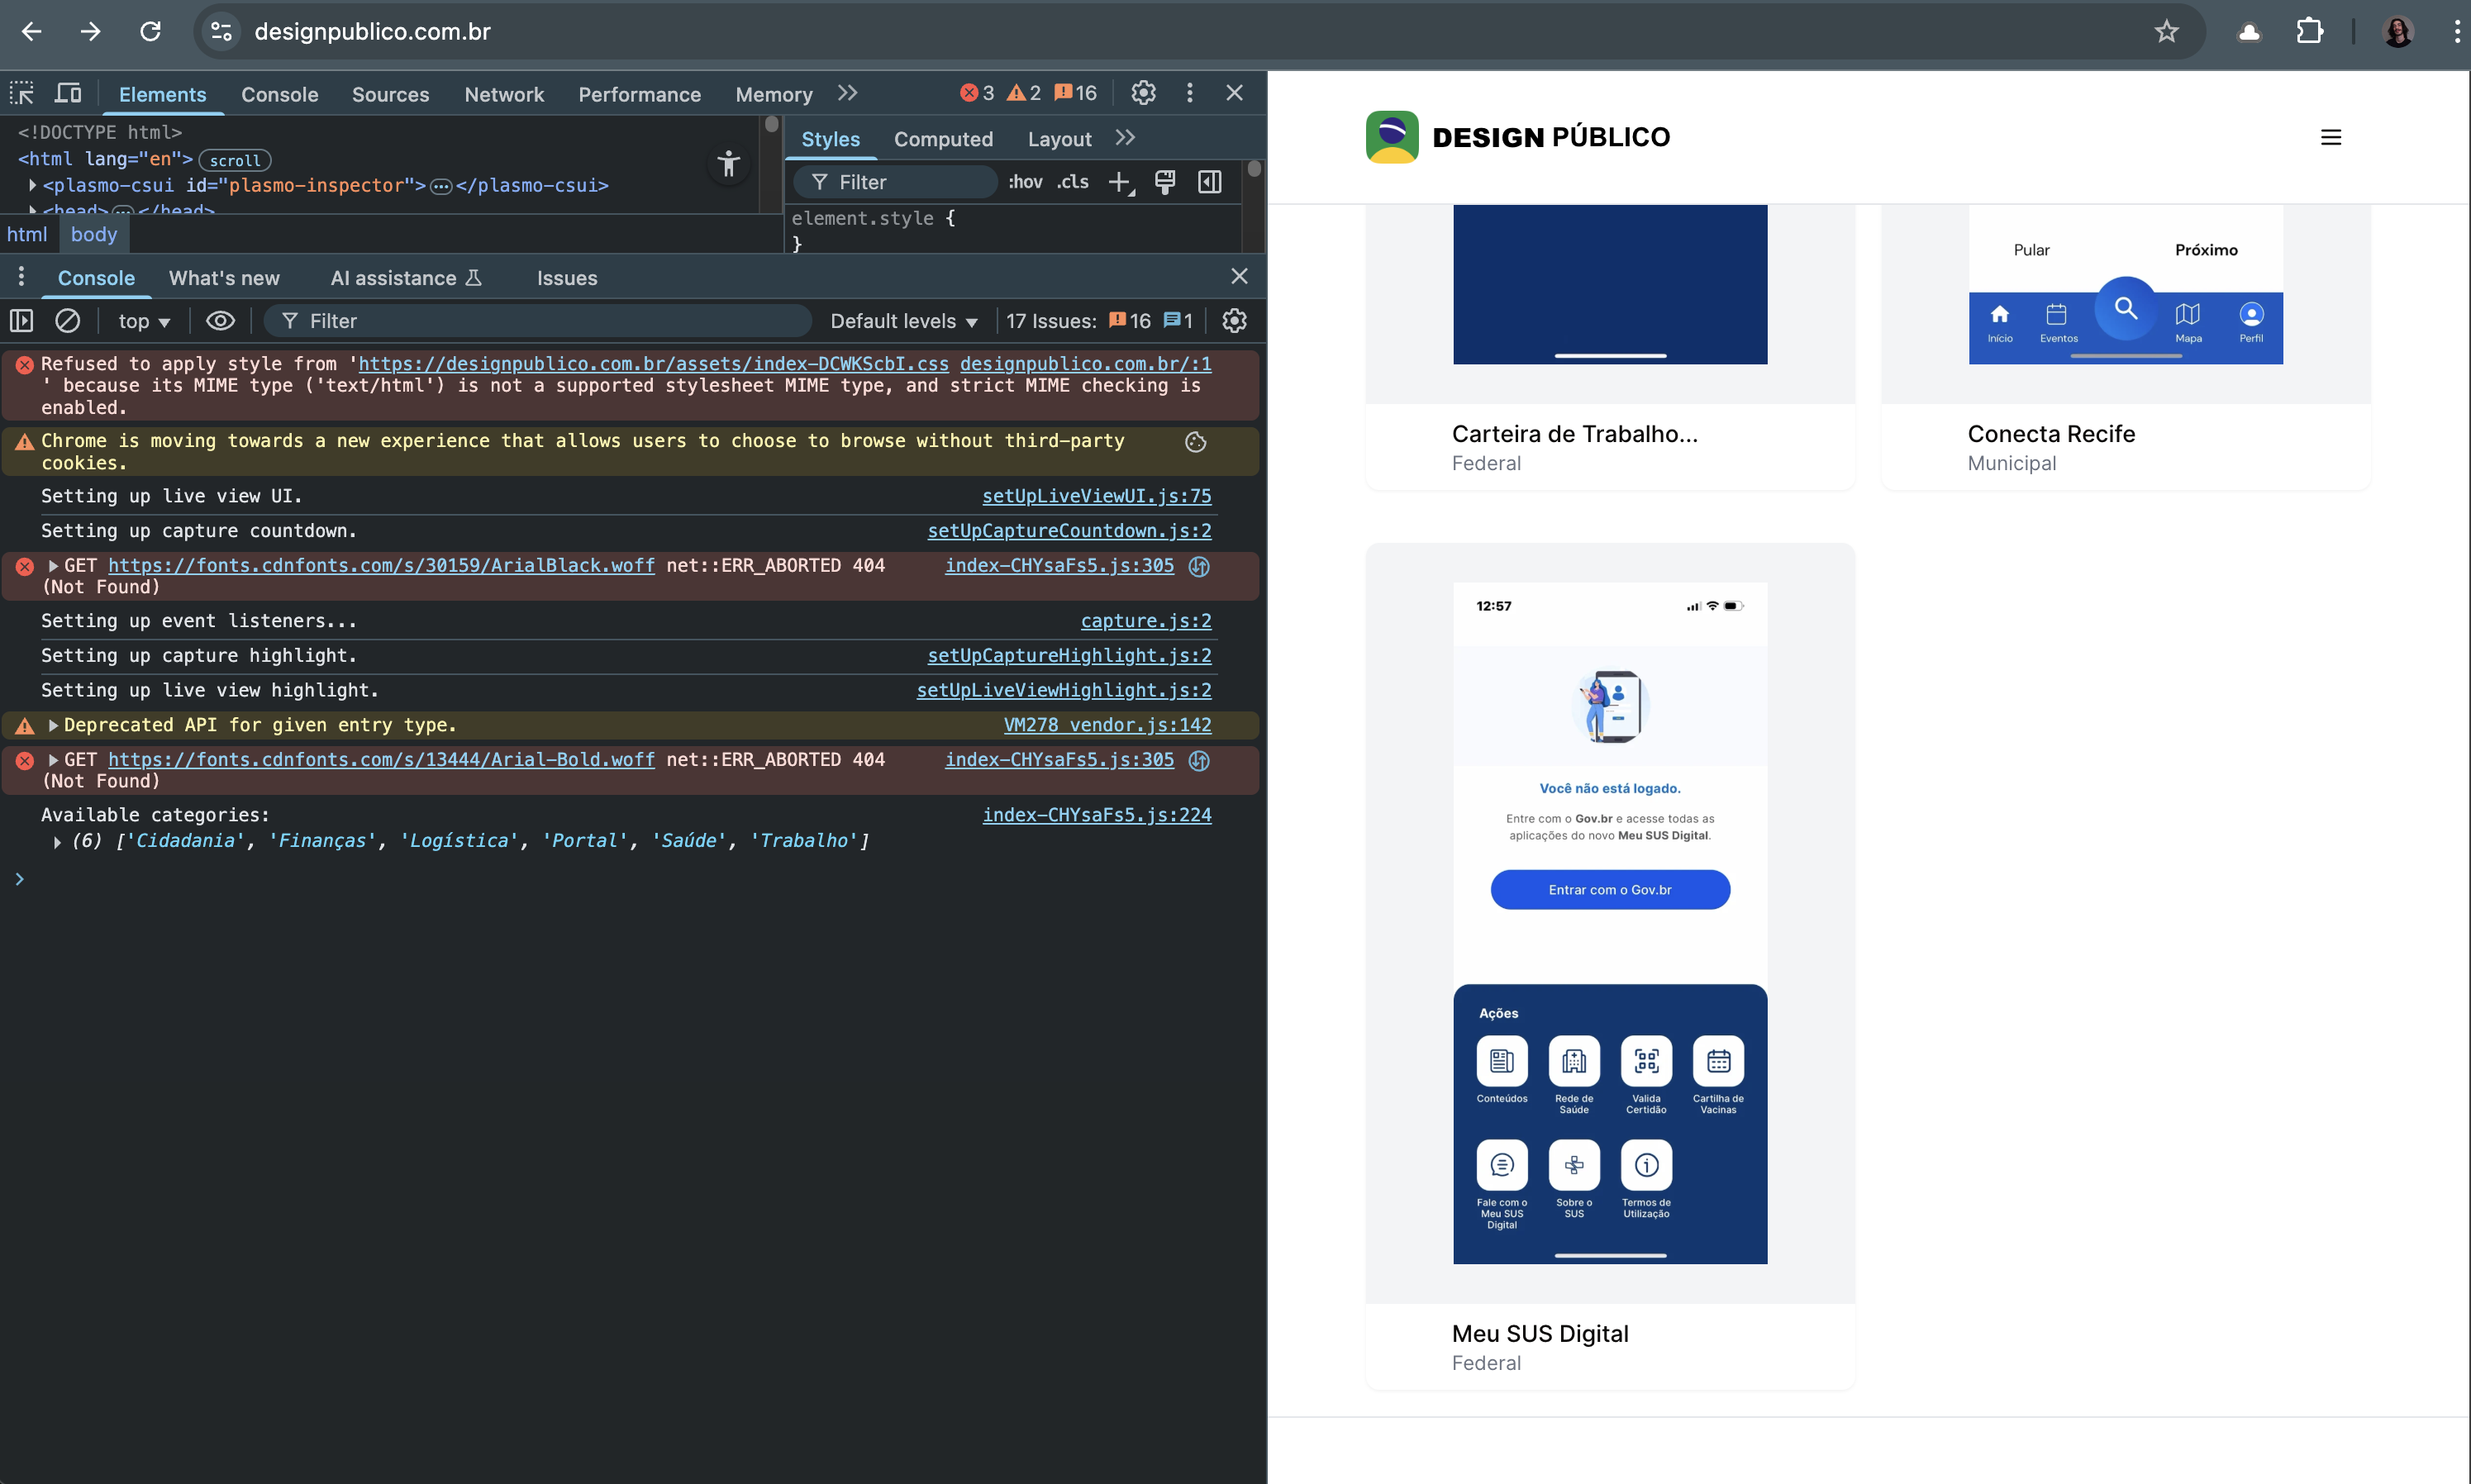 designpublico.com.br
Elements Console Sources Network Performance Memory 3 2 16
<!DOCTYPE html>
<html lang="en"> scroll
<plasmo-csui id="plasmo-inspector"> </plasmo-csui>
<head> </head>
html body
Styles Computed Layout
Filter :hov .cls
element.style {
}
Console What's new AI assistance Issues
top Filter Default levels 17 Issues: 16 1
Refused to apply style from 'https://designpublico.com.br/assets/index-DCWKScbI.css designpublico.com.br/:1
' because its MIME type ('text/html') is not a supported stylesheet MIME type, and strict MIME checking is
enabled.
Chrome is moving towards a new experience that allows users to choose to browse without third-party
cookies.
Setting up live view UI. setUpLiveViewUI.js:75
Setting up capture countdown. setUpCaptureCountdown.js:2
GET https://fonts.cdnfonts.com/s/30159/ArialBlack.woff net::ERR_ABORTED 404 index-CHYsaFs5.js:305
(Not Found)
Setting up event listeners... capture.js:2
Setting up capture highlight. setUpCaptureHighlight.js:2
Setting up live view highlight. setUpLiveViewHighlight.js:2
Deprecated API for given entry type. VM278 vendor.js:142
GET https://fonts.cdnfonts.com/s/13444/Arial-Bold.woff net::ERR_ABORTED 404 index-CHYsaFs5.js:305
(Not Found)
Available categories: index-CHYsaFs5.js:224
(6) ['Cidadania', 'Finanças', 'Logística', 'Portal', 'Saúde', 'Trabalho']
DESIGN PÚBLICO
Pular Próximo
Início Eventos Mapa Perfil
Carteira de Trabalho...
Federal
Conecta Recife
Municipal
12:57
Você não está logado.
Entre com o Gov.br e acesse todas as
aplicações do novo Meu SUS Digital.
Entrar com o Gov.br
Ações
Conteúdos
Rede de
Saúde
Valida
Certidão
Cartilha de
Vacinas
Fale com o
Meu SUS
Digital
Sobre o
SUS
Termos de
Utilização
Meu SUS Digital
Federal